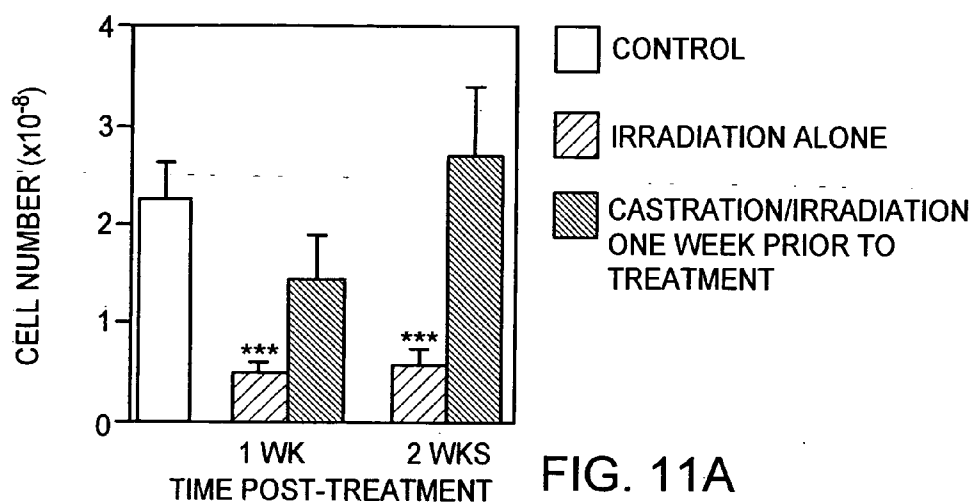 4
3
2
1
0
CELL NUMBER (x10-8)
***
***
1 WK
2 WKS
TIME POST-TREATMENT
CONTROL
IRRADIATION ALONE
CASTRATION/IRRADIATION
ONE WEEK PRIOR TO
TREATMENT
FIG. 11A